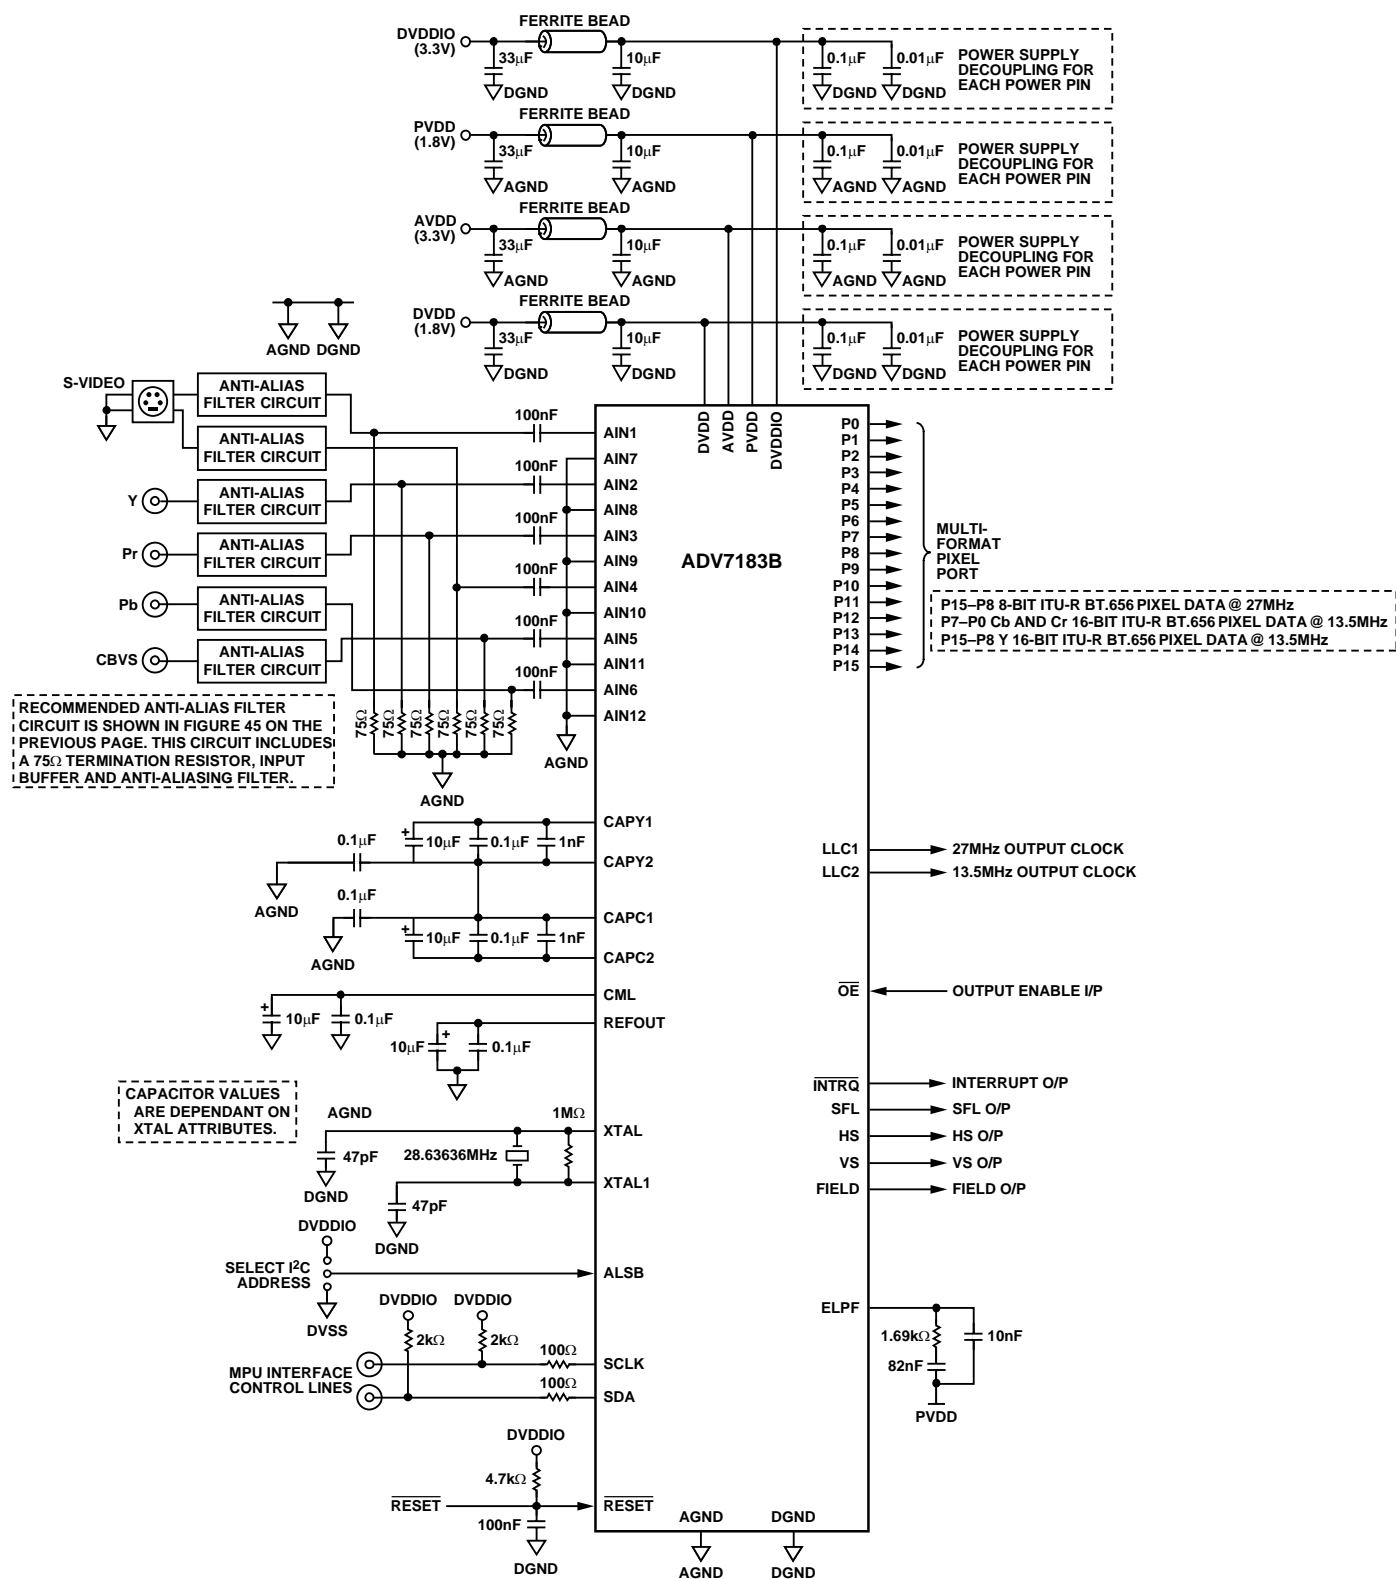 FERRITE BEAD
DVDDIO
(3.3V)
33μF
10μF
0.1μF
0.01μF
DGND
DGND
DGND
DGND
POWER SUPPLY
DECOUPLING FOR
EACH POWER PIN
FERRITE BEAD
PVDD
(1.8V)
33μF
10μF
0.1μF
0.01μF
AGND
AGND
AGND
AGND
POWER SUPPLY
DECOUPLING FOR
EACH POWER PIN
FERRITE BEAD
AVDD
(3.3V)
33μF
10μF
0.1μF
0.01μF
AGND
AGND
AGND
AGND
POWER SUPPLY
DECOUPLING FOR
EACH POWER PIN
FERRITE BEAD
DVDD
(1.8V)
33μF
10μF
0.1μF
0.01μF
DGND
DGND
DGND
DGND
POWER SUPPLY
DECOUPLING FOR
EACH POWER PIN
AGND DGND
S-VIDEO
ANTI-ALIAS
FILTER CIRCUIT
ANTI-ALIAS
FILTER CIRCUIT
Y
ANTI-ALIAS
FILTER CIRCUIT
Pr
ANTI-ALIAS
FILTER CIRCUIT
Pb
ANTI-ALIAS
FILTER CIRCUIT
CBVS
ANTI-ALIAS
FILTER CIRCUIT
100nF
100nF
100nF
100nF
100nF
100nF
75Ω
75Ω
75Ω
75Ω
75Ω
75Ω
AGND
AGND
RECOMMENDED ANTI-ALIAS FILTER
CIRCUIT IS SHOWN IN FIGURE 45 ON THE
PREVIOUS PAGE. THIS CIRCUIT INCLUDES
A 75Ω TERMINATION RESISTOR, INPUT
BUFFER AND ANTI-ALIASING FILTER.
AIN1
AIN7
AIN2
AIN8
AIN3
AIN9
AIN4
AIN10
AIN5
AIN11
AIN6
AIN12
DVDD
AVDD
PVDD
DVDDIO
ADV7183B
P0
P1
P2
P3
P4
P5
P6
P7
P8
P9
P10
P11
P12
P13
P14
P15
MULTI-
FORMAT
PIXEL
PORT
P15–P8 8-BIT ITU-R BT.656 PIXEL DATA @ 27MHz
P7–P0 Cb AND Cr 16-BIT ITU-R BT.656 PIXEL DATA @ 13.5MHz
P15–P8 Y 16-BIT ITU-R BT.656 PIXEL DATA @ 13.5MHz
0.1μF
+
10μF
0.1μF
1nF
CAPY1
CAPY2
AGND
0.1μF
+
10μF
0.1μF
1nF
CAPC1
CAPC2
AGND
+
10μF
0.1μF
CML
+
10μF
0.1μF
REFOUT
LLC1
27MHz OUTPUT CLOCK
LLC2
13.5MHz OUTPUT CLOCK
OE
OUTPUT ENABLE I/P
INTRQ
INTERRUPT O/P
SFL
SFL O/P
HS
HS O/P
VS
VS O/P
FIELD
FIELD O/P
CAPACITOR VALUES
ARE DEPENDANT ON
XTAL ATTRIBUTES.
AGND
1MΩ
XTAL
47pF
28.63636MHz
DGND
XTAL1
47pF
DGND
DVDDIO
SELECT I²C
ADDRESS
DVSS
ALSB
DVDDIO
DVDDIO
2kΩ
2kΩ
MPU INTERFACE
CONTROL LINES
100Ω
SCLK
100Ω
SDA
ELPF
1.69kΩ
10nF
82nF
PVDD
DVDDIO
4.7kΩ
RESET
RESET
100nF
DGND
AGND
DGND
AGND
DGND